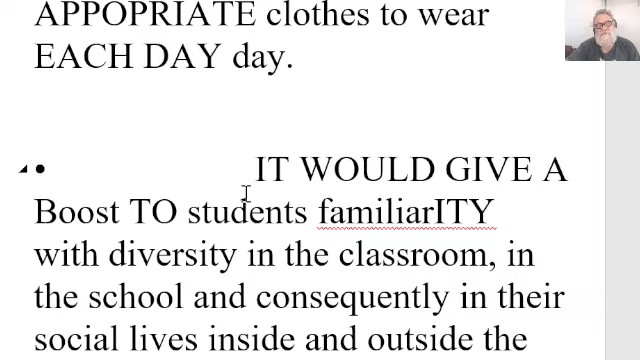 APPOPRIATE clothes to wear
EACH DAY day.
• IT WOULD GIVE A
Boost TO students familiarITY
with diversity in the classroom, in
the school and consequently in their
social lives inside and outside the